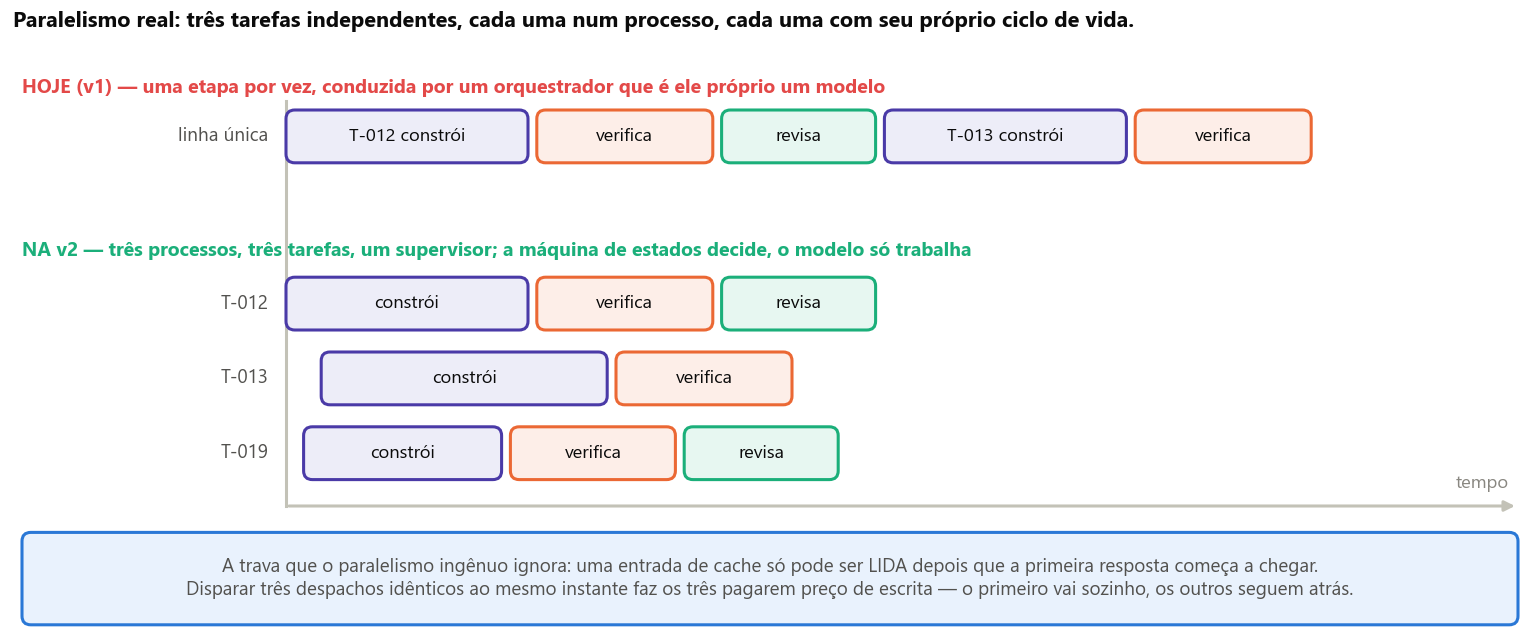 Paralelismo real: três tarefas independentes, cada uma num processo, cada uma com seu próprio ciclo de vida.
HOJE (v1) — uma etapa por vez, conduzida por um orquestrador que é ele próprio um modelo
linha única
T-012 constrói
verifica
revisa
T-013 constrói
verifica
NA v2 — três processos, três tarefas, um supervisor; a máquina de estados decide, o modelo só trabalha
T-012
constrói
verifica
revisa
T-013
constrói
verifica
T-019
constrói
verifica
revisa
tempo
A trava que o paralelismo ingênuo ignora: uma entrada de cache só pode ser LIDA depois que a primeira resposta começa a chegar.
Disparar três despachos idênticos ao mesmo instante faz os três pagarem preço de escrita — o primeiro vai sozinho, os outros seguem atrás.